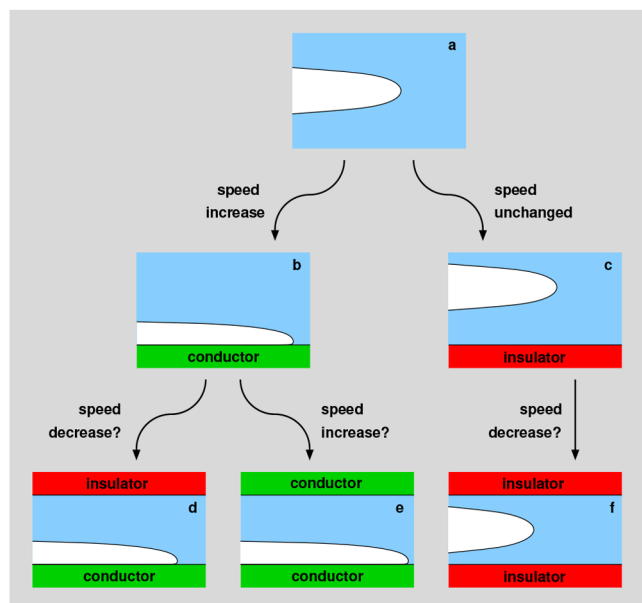 a
speed
increase
speed
unchanged
b
c
conductor
insulator
speed
decrease?
speed
increase?
speed
decrease?
insulator
conductor
insulator
d
e
f
conductor
conductor
insulator